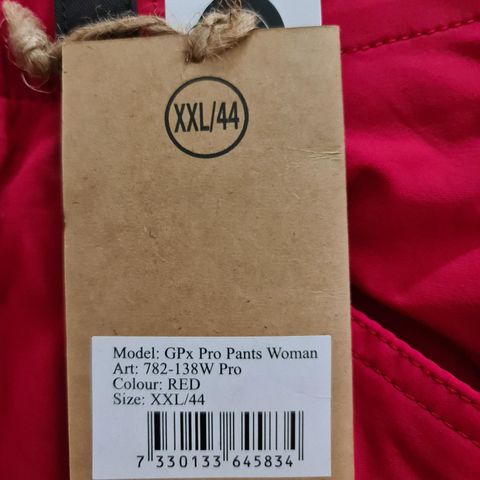 XXL/44
Model: GPx Pro Pants Woman
Art: 782-138W Pro
Colour: RED
Size: XXL/44
7 330133 645834